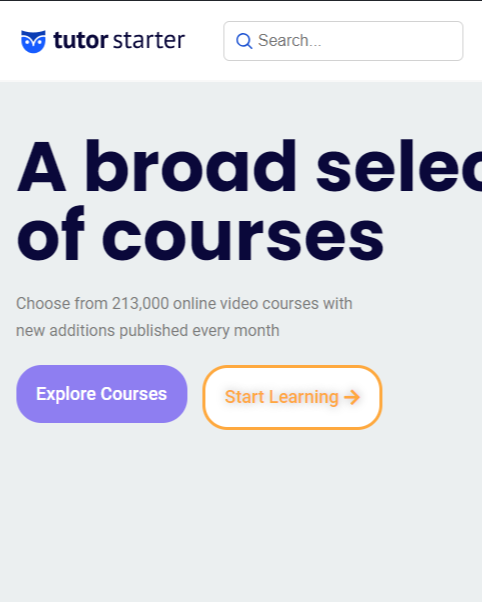 tutor starter
Search...
A broad selec
of courses
Choose from 213,000 online video courses with
new additions published every month
Explore Courses
Start Learning →